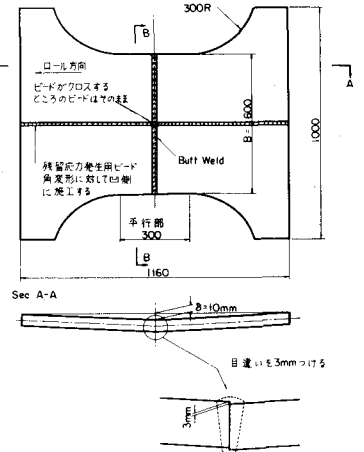 B
300R
A
ロール方向
ビードがクロスする
ところのビードはそのまま
B=600
1000
残留応力発生用ビード
角変形に対して凹側
に施工する
Butt Weld
平行部
300
B
1160
Sec A-A
δ=10mm
目違いを3mmつける
3mm